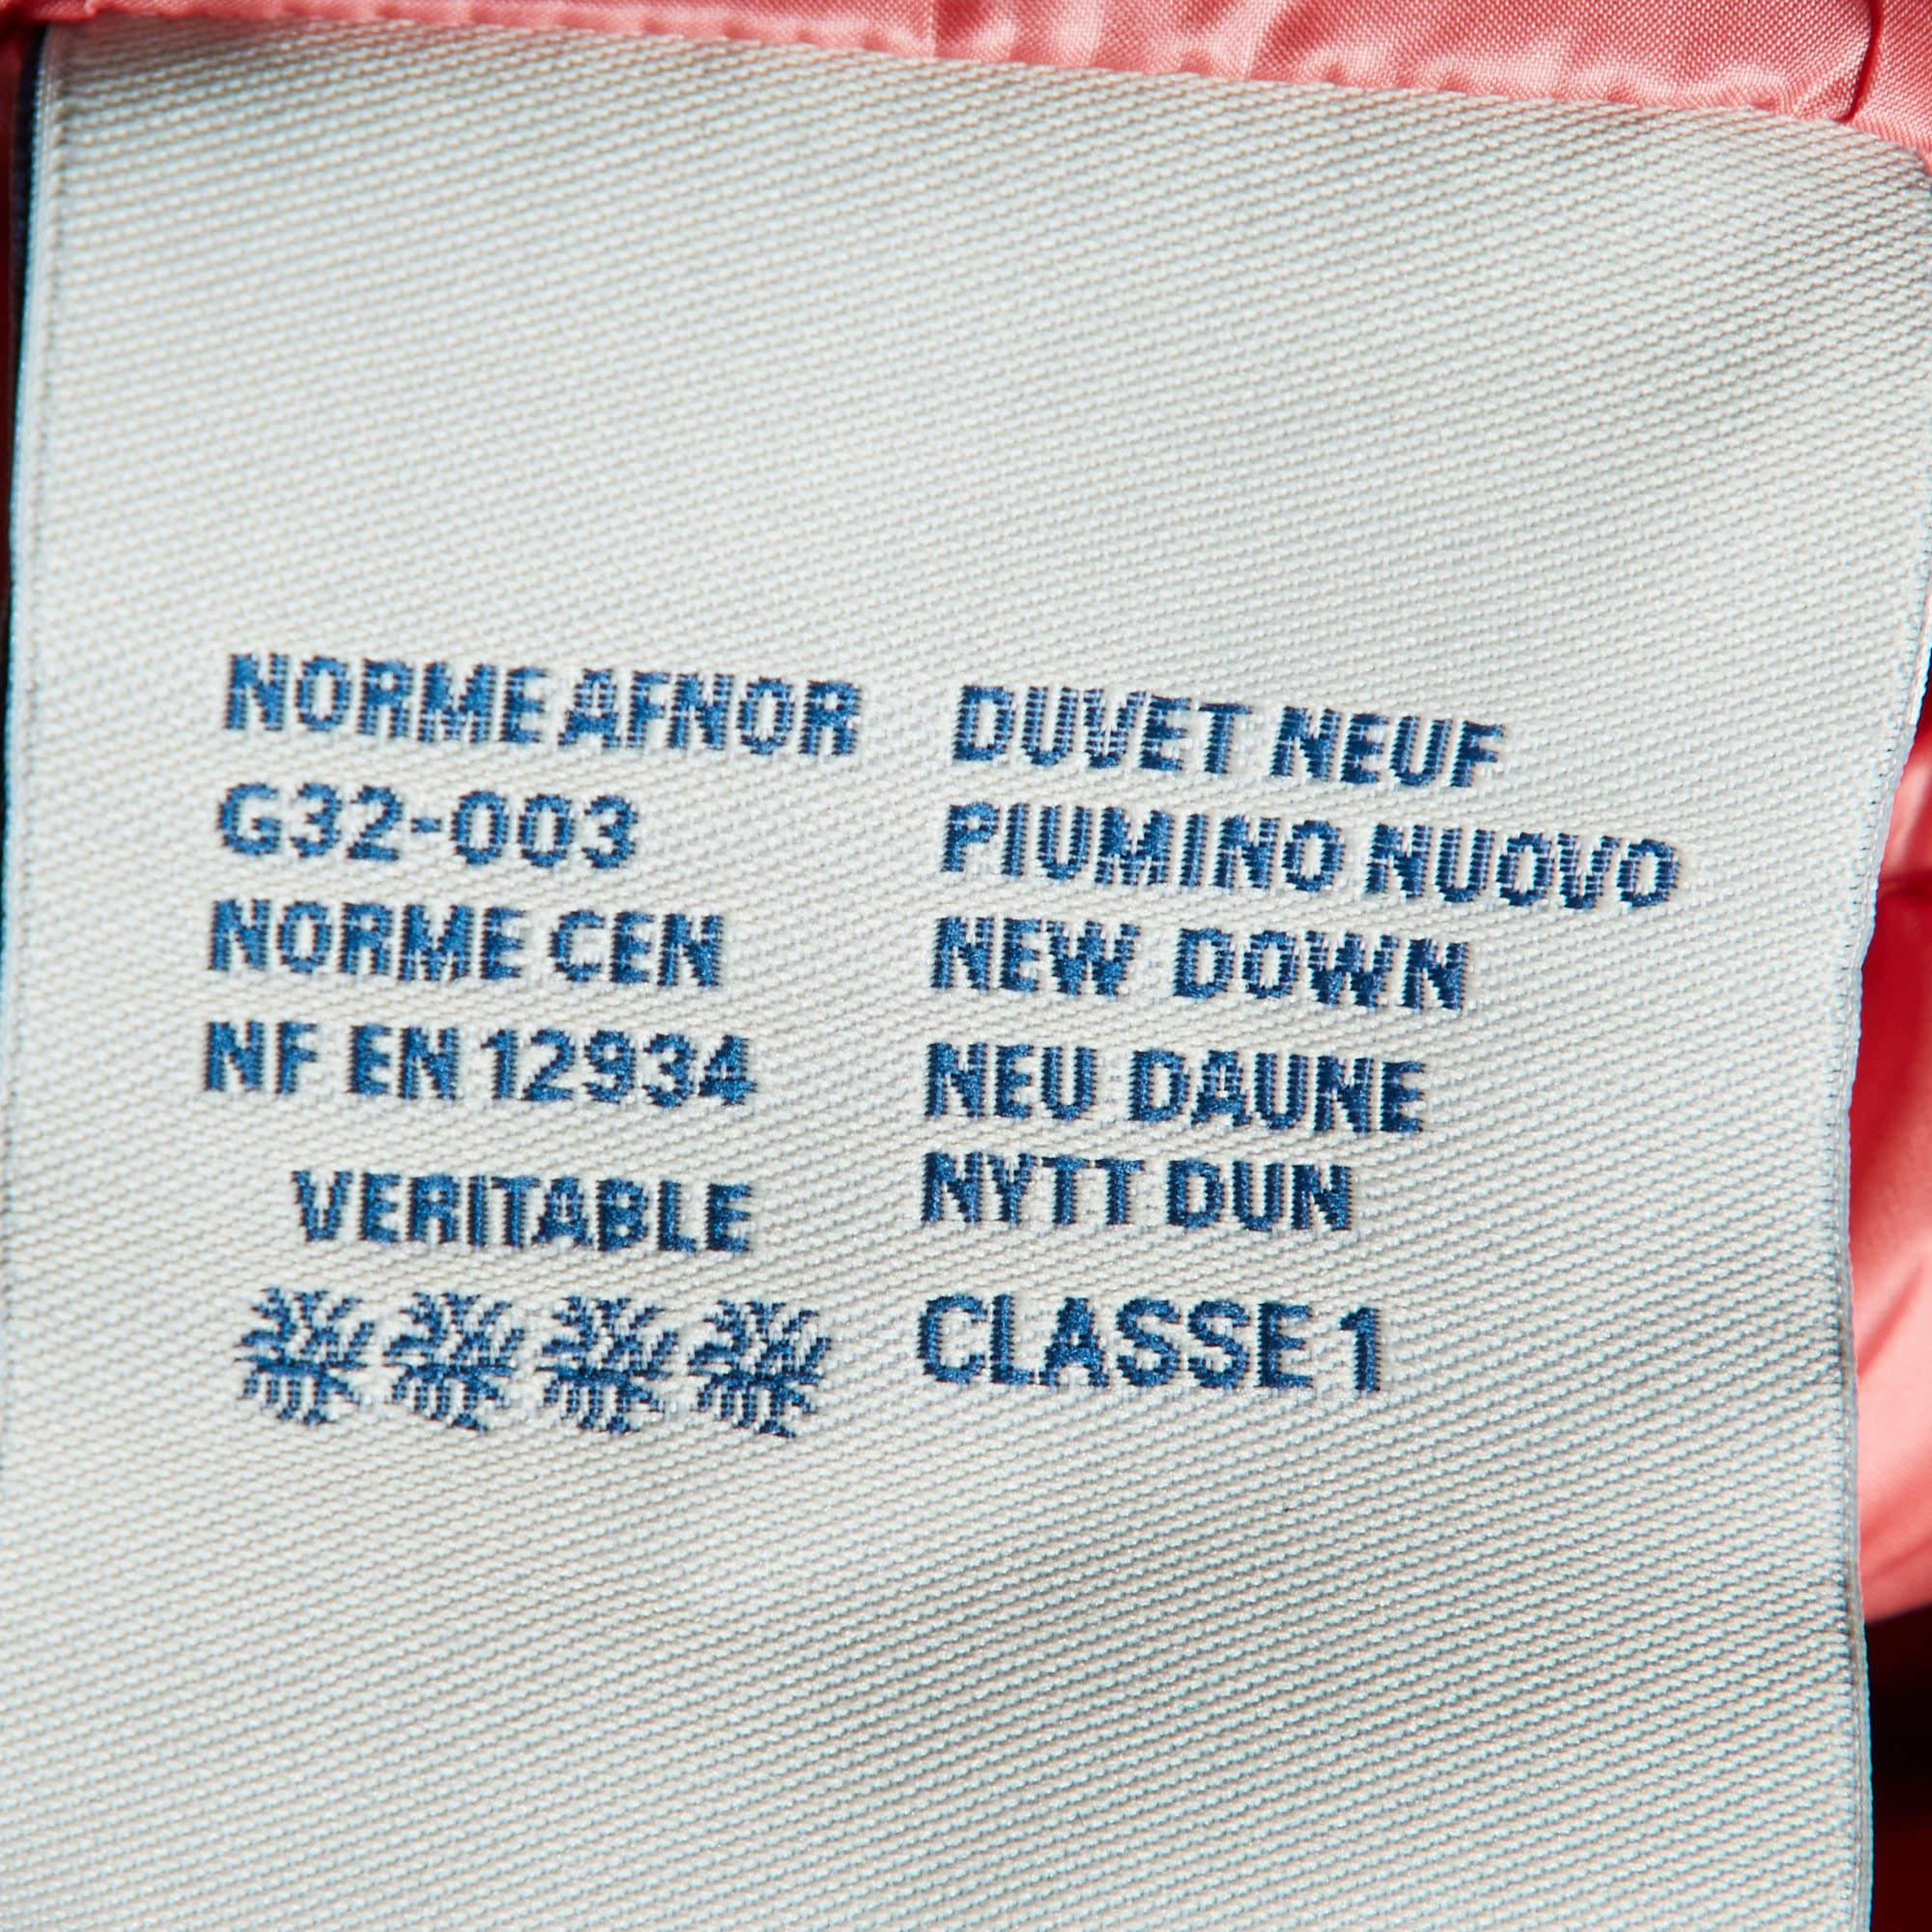 NORME AFNOR
G32-003
NORME CEN
NF EN 12934
VERITABLE
DUVET NEUF
PIUMINO NUOVO
NEW DOWN
NEU DAUNE
NYTT DUN
CLASSE 1